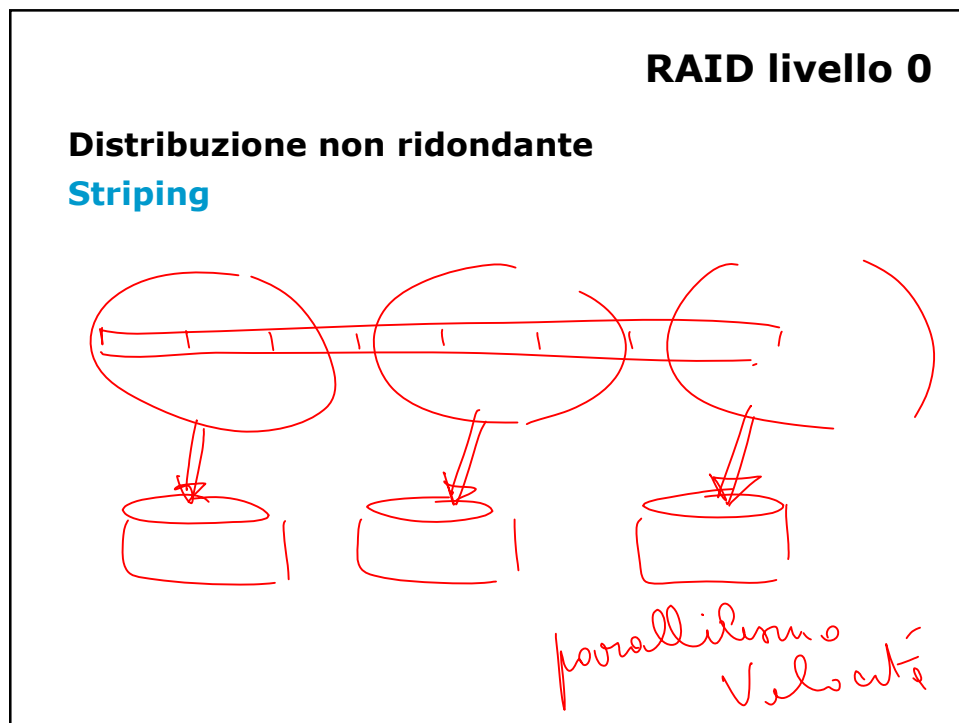 RAID livello 0
Distribuzione non ridondante
Striping
parallelismo
Velocità